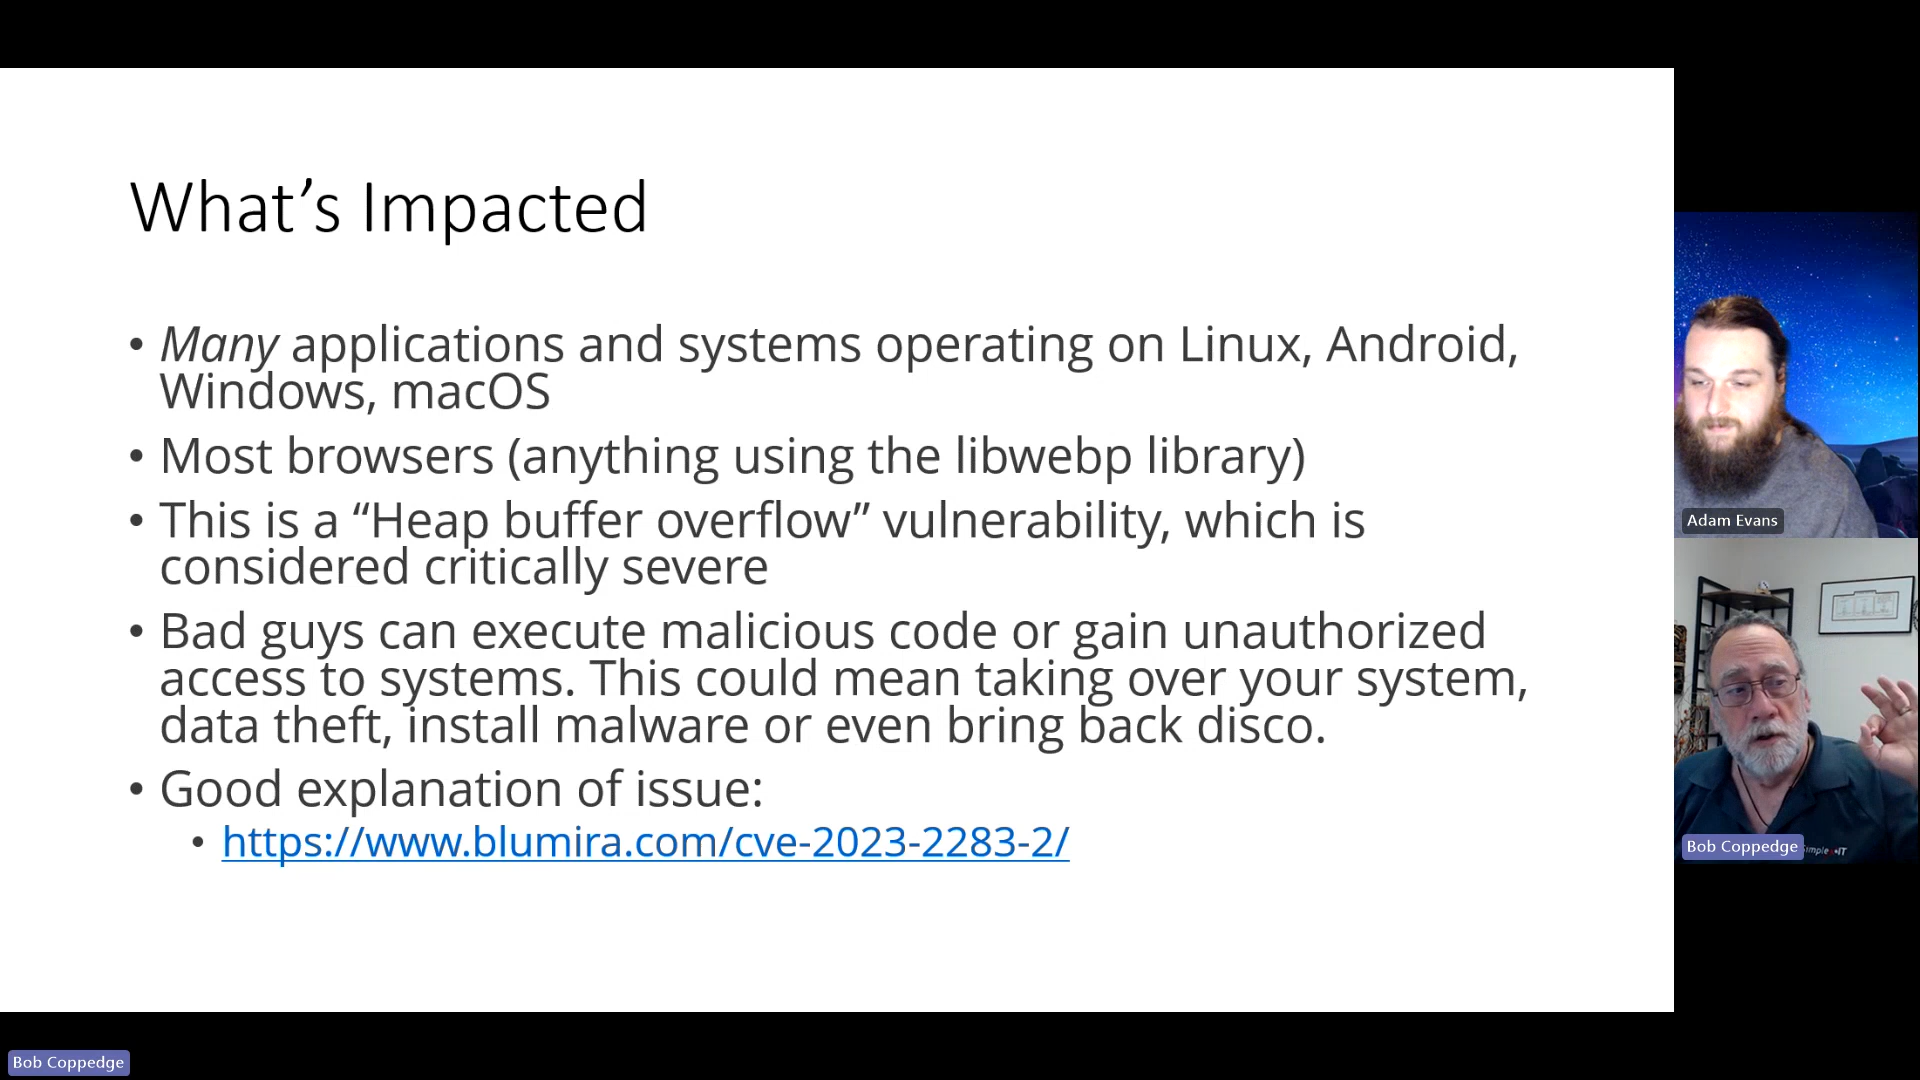 What’s Impacted
• Many applications and systems operating on Linux, Android,
Windows, macOS
• Most browsers (anything using the libwebp library)
• This is a “Heap buffer overflow” vulnerability, which is
considered critically severe
• Bad guys can execute malicious code or gain unauthorized
access to systems. This could mean taking over your system,
data theft, install malware or even bring back disco.
• Good explanation of issue:
• https://www.blumira.com/cve-2023-2283-2/
Adam Evans
Bob Coppedge
Bob Coppedge